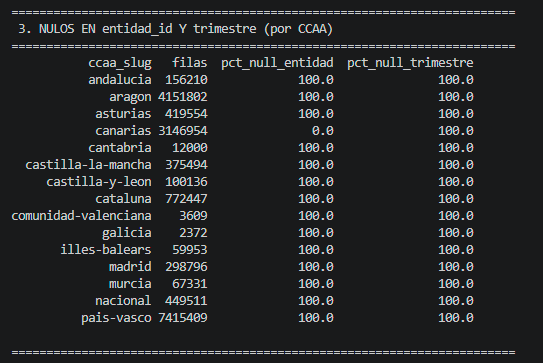 ======================================================================
3. NULOS EN entidad_id Y trimestre (por CCAA)
======================================================================
ccaa_slug filas pct_null_entidad pct_null_trimestre
andalucia 156210 100.0 100.0
aragon 4151802 100.0 100.0
asturias 419554 100.0 100.0
canarias 3146954 0.0 100.0
cantabria 12000 100.0 100.0
castilla-la-mancha 375494 100.0 100.0
castilla-y-leon 100136 100.0 100.0
cataluna 772447 100.0 100.0
comunidad-valenciana 3609 100.0 100.0
galicia 2372 100.0 100.0
illes-balears 59953 100.0 100.0
madrid 298796 100.0 100.0
murcia 67331 100.0 100.0
nacional 449511 100.0 100.0
pais-vasco 7415409 100.0 100.0
======================================================================